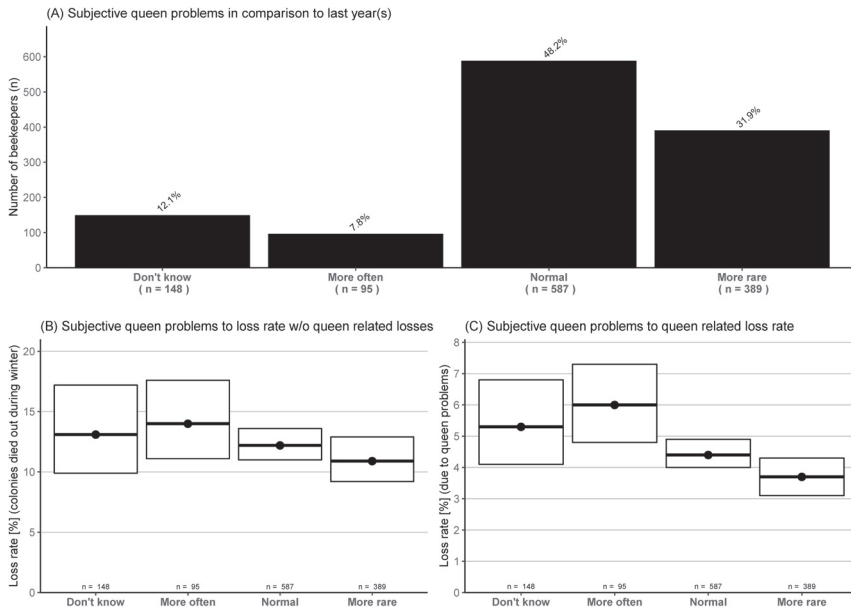 (A) Subjective queen problems in comparison to last year(s)
Number of beekeepers (n)
600
500
400
300
200
100
0
12.1%
7.8%
48.2%
31.9%
Don't know
( n = 148 )
More often
( n = 95 )
Normal
( n = 587 )
More rare
( n = 389 )
(B) Subjective queen problems to loss rate w/o queen related losses
Loss rate [%] (colonies died out during winter)
20
15
10
5
0
n = 148
n = 95
n = 587
n = 389
Don't know
More often
Normal
More rare
(C) Subjective queen problems to queen related loss rate
Loss rate [%] (due to queen problems)
8
7
6
5
4
3
2
1
0
n = 148
n = 95
n = 587
n = 389
Don't know
More often
Normal
More rare